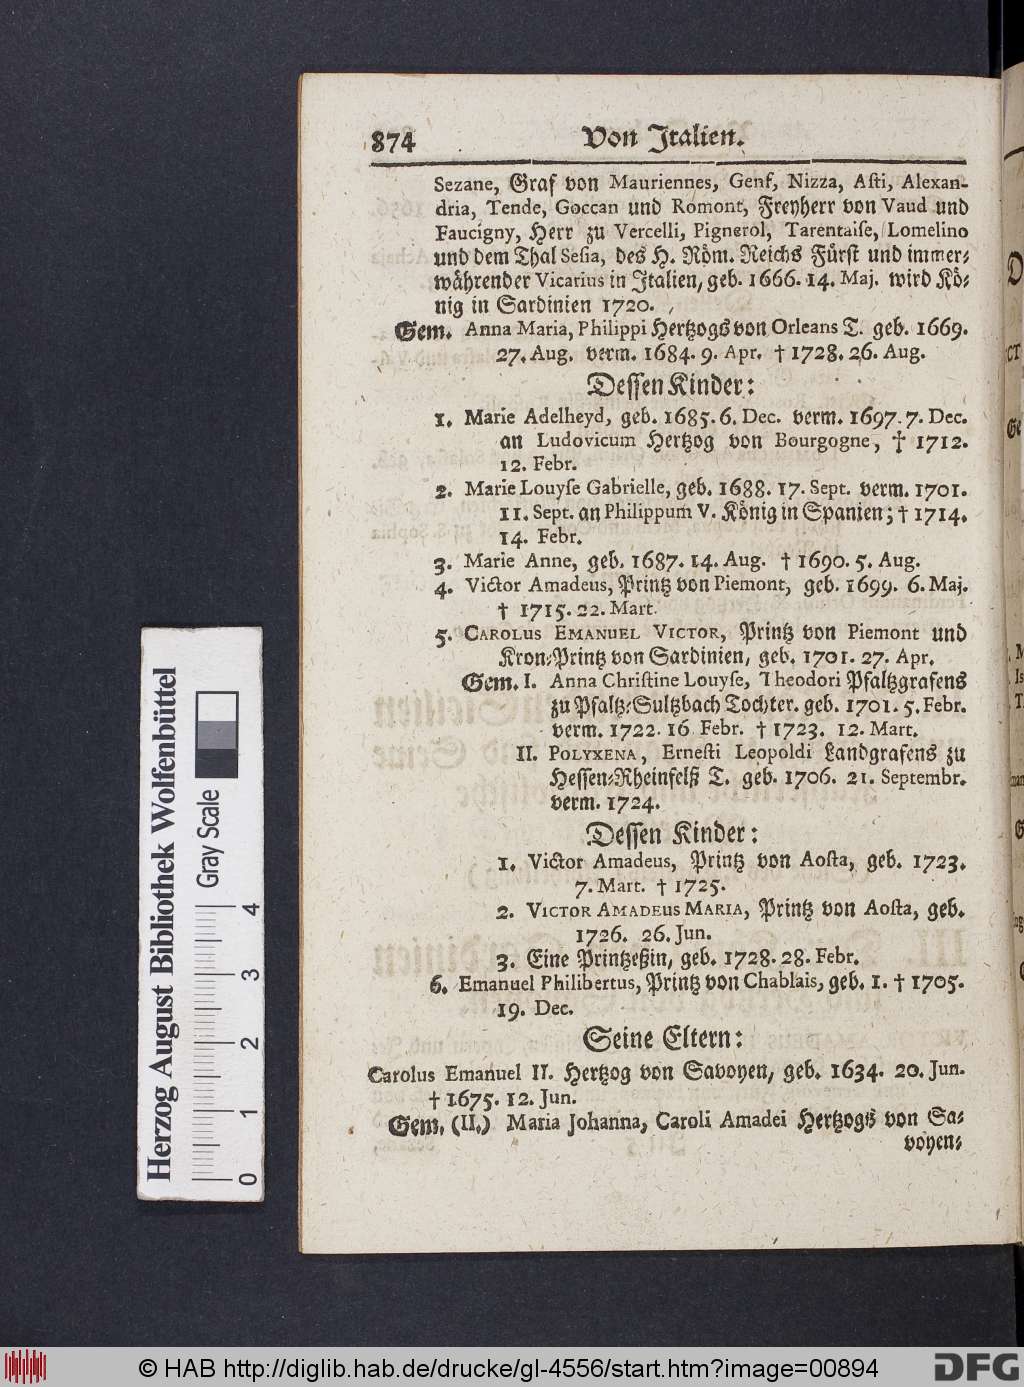 874 Von Italien.
Sezane, Graf von Mauriennes, Genf, Nizza, Asti, Alexan-
dria, Tende, Goccan und Romont, Freyherr von Vaud und
Faucigny, Herr zu Vercelli, Pignerol, Tarentaise, Lomelino
und dem Thal Sesia, des H. Röm. Reichs Fürst und immer-
währender Vicarius in Italien, geb. 1666. 14. Maj. wird Kö-
nig in Sardinien 1720.
Gem. Anna Maria, Philippi Hertzogs von Orleans T. geb. 1669.
27. Aug. verm. 1684. 9. Apr. † 1728. 26. Aug.
Dessen Kinder:
1. Marie Adelheyd, geb. 1685. 6. Dec. verm. 1697. 7. Dec.
an Ludovicum Hertzog von Bourgogne, † 1712.
12. Febr.
2. Marie Louyse Gabrielle, geb. 1688. 17. Sept. verm. 1701.
11. Sept. an Philippum V. König in Spanien; † 1714.
14. Febr.
3. Marie Anne, geb. 1687. 14. Aug. † 1690. 5. Aug.
4. Victor Amadeus, Printz von Piemont, geb. 1699. 6. Maj.
† 1715. 22. Mart.
5. CAROLUS EMANUEL VICTOR, Printz von Piemont und
Kron-Printz von Sardinien, geb. 1701. 27. Apr.
Gem. I. Anna Christine Louyse, Theodori Pfaltzgrafens
zu Pfaltz-Sultzbach Tochter. geb. 1701. 5. Febr.
verm. 1722. 16 Febr. † 1723. 12. Mart.
II. POLYXENA, Ernesti Leopoldi Landgrafens zu
Hessen-Rheinfelß T. geb. 1706. 21. Septembr.
verm. 1724.
Dessen Kinder:
1. Victor Amadeus, Printz von Aosta, geb. 1723.
7. Mart. † 1725.
2. VICTOR AMADEUS MARIA, Printz von Aosta, geb.
1726. 26. Jun.
3. Eine Printzeßin, geb. 1728. 28. Febr.
6. Emanuel Philibertus, Printz von Chablais, geb. 1. † 1705.
19. Dec.
Seine Eltern:
Carolus Emanuel II. Hertzog von Savoyen, geb. 1634. 20. Jun.
† 1675. 12. Jun.
Gem. (II.) Maria Johanna, Caroli Amadei Hertzogs von Sa-
voyen-
Herzog August Bibliothek Wolfenbüttel
Gray Scale
0 1 2 3 4
© HAB http://diglib.hab.de/drucke/gl-4556/start.htm?image=00894
DFG